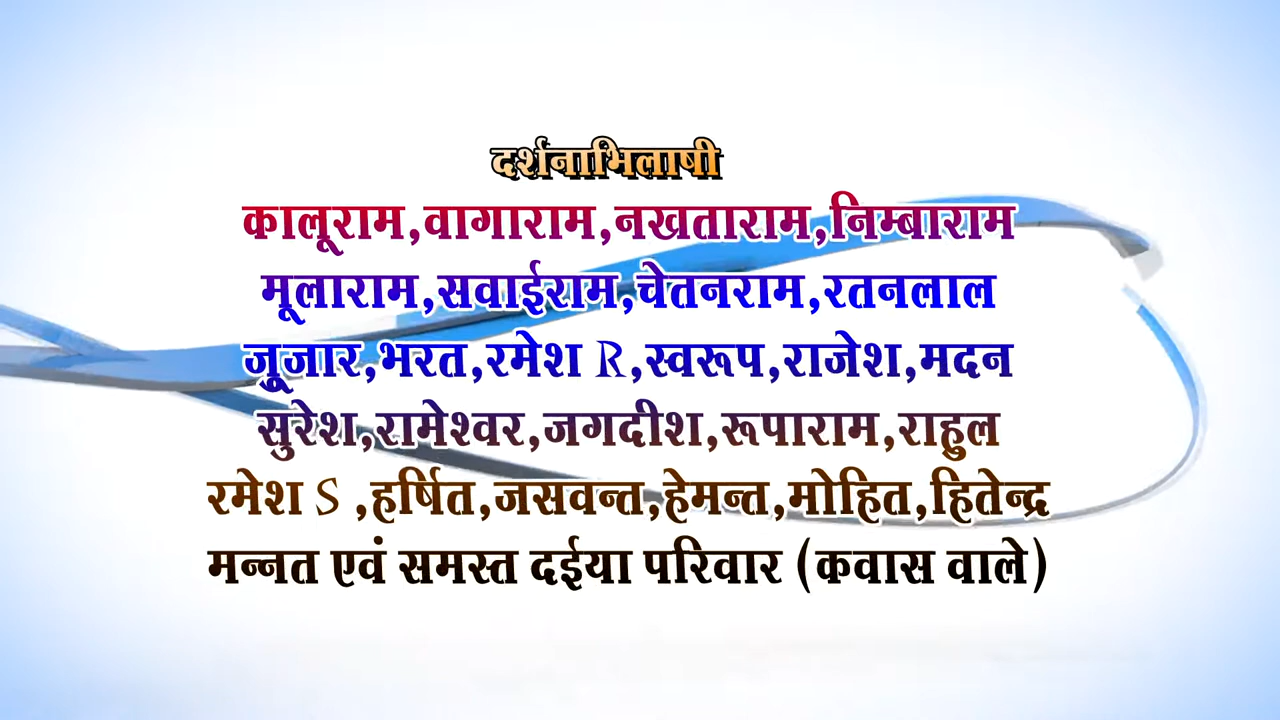 दर्शनाभिलाषी
कालूराम,वागाराम,नखताराम,निम्बाराम
मूलाराम,सवाईराम,चेतनराम,रतनलाल
जूुजार,भरत,रमेश R,स्वरूप,राजेश,मदन
सुरेश,रामेश्वर,जगदीश,रूपाराम,राहुल
रमेश S ,हर्षित,जसवन्त,हेमन्त,मोहित,हितेन्द्र
मन्नत एवं समस्त दईया परिवार (कवास वाले)